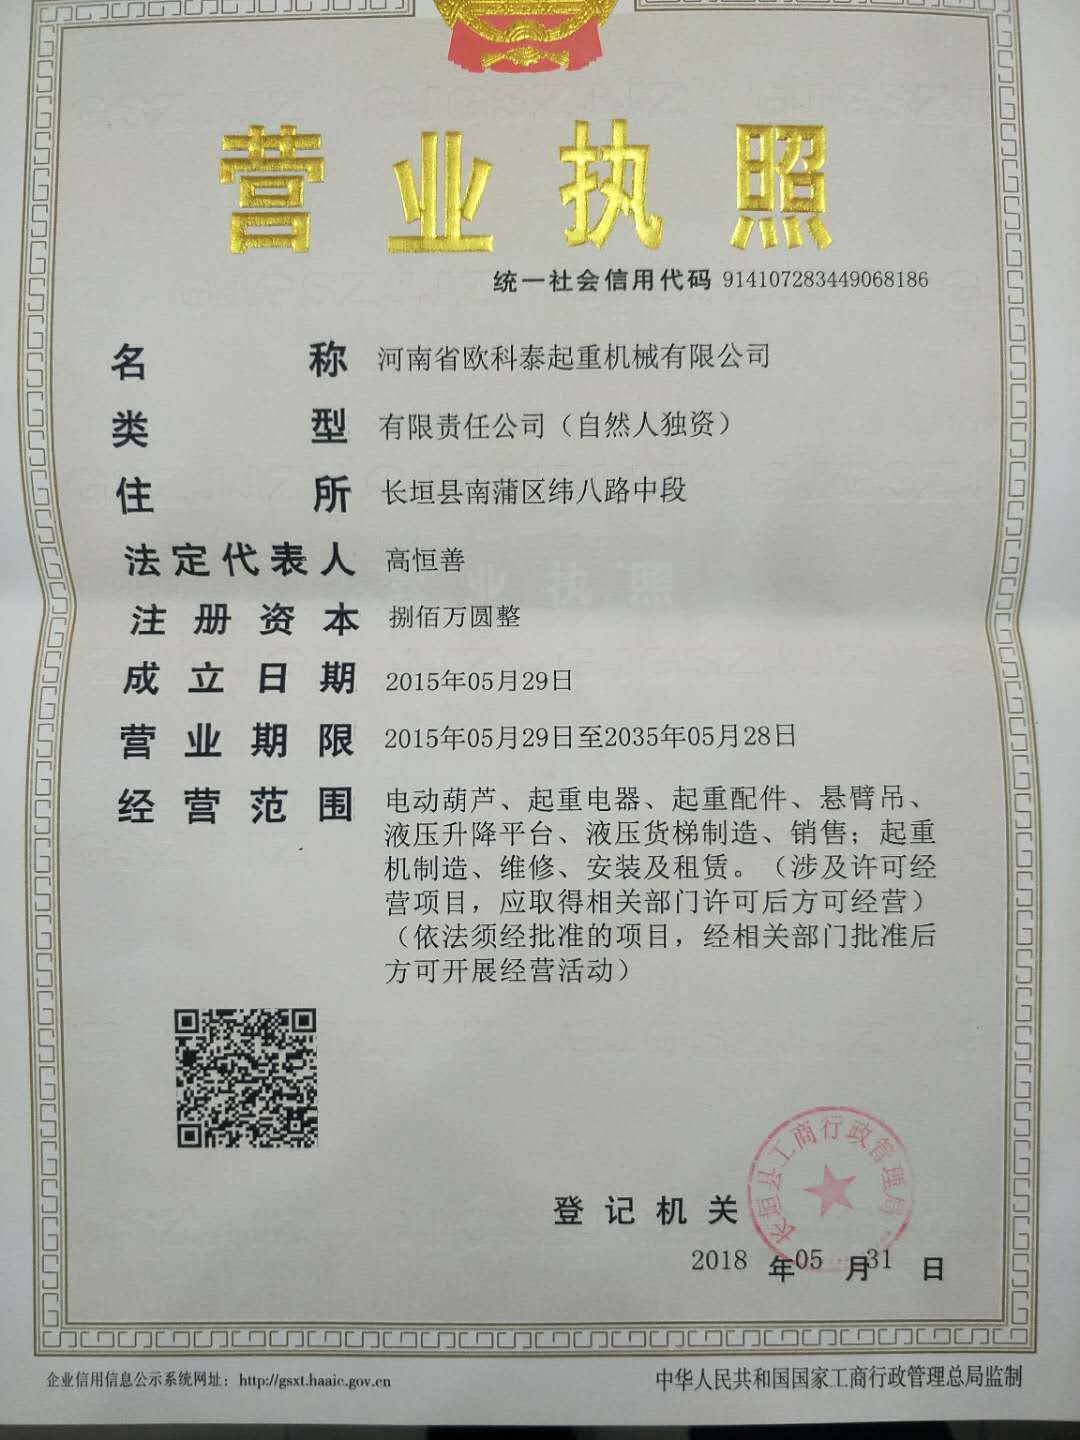 营业执照
统一社会信用代码 914107283449068186
名称 河南省欧科泰起重机械有限公司
类型 有限责任公司（自然人独资）
住所 长垣县南蒲区纬八路中段
法定代表人 高恒善
注册资本 捌佰万圆整
成立日期 2015年05月29日
营业期限 2015年05月29日至2035年05月28日
经营范围 电动葫芦、起重电器、起重配件、悬臂吊、
液压升降平台、液压货梯制造、销售；起重
机制造、维修、安装及租赁。（涉及许可经
营项目，应取得相关部门许可后方可经营）
（依法须经批准的项目，经相关部门批准后
方可开展经营活动）
长垣县工商行政管理局
登记机关
2018 年05 月31 日
企业信用信息公示系统网址：http://gsxt.haaic.gov.cn
中华人民共和国国家工商行政管理总局监制